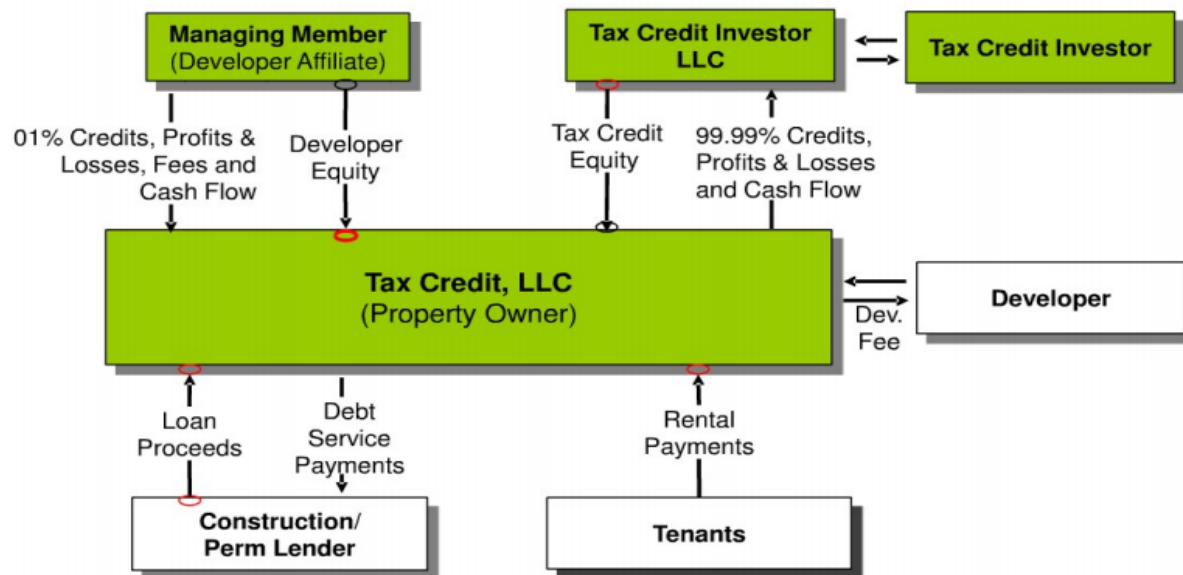 Managing Member
(Developer Affiliate)
Tax Credit Investor
LLC
Tax Credit Investor
01% Credits, Profits &
Losses, Fees and
Cash Flow
Developer
Equity
Tax Credit
Equity
99.99% Credits,
Profits & Losses
and Cash Flow
Tax Credit, LLC
(Property Owner)
Developer
Dev.
Fee
Loan
Proceeds
Debt
Service
Payments
Rental
Payments
Construction/
Perm Lender
Tenants